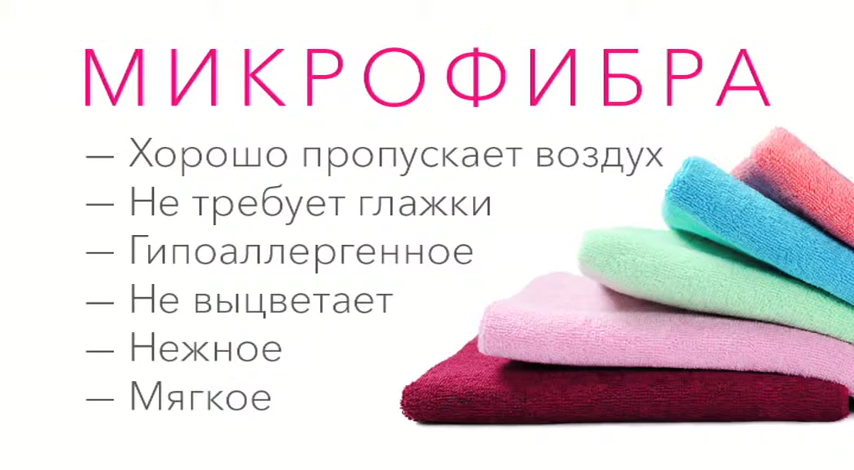 МИКРОФИБРА
— Хорошо пропускает воздух
— Не требует глажки
— Гипоаллергенное
— Не выцветает
— Нежное
— Мягкое